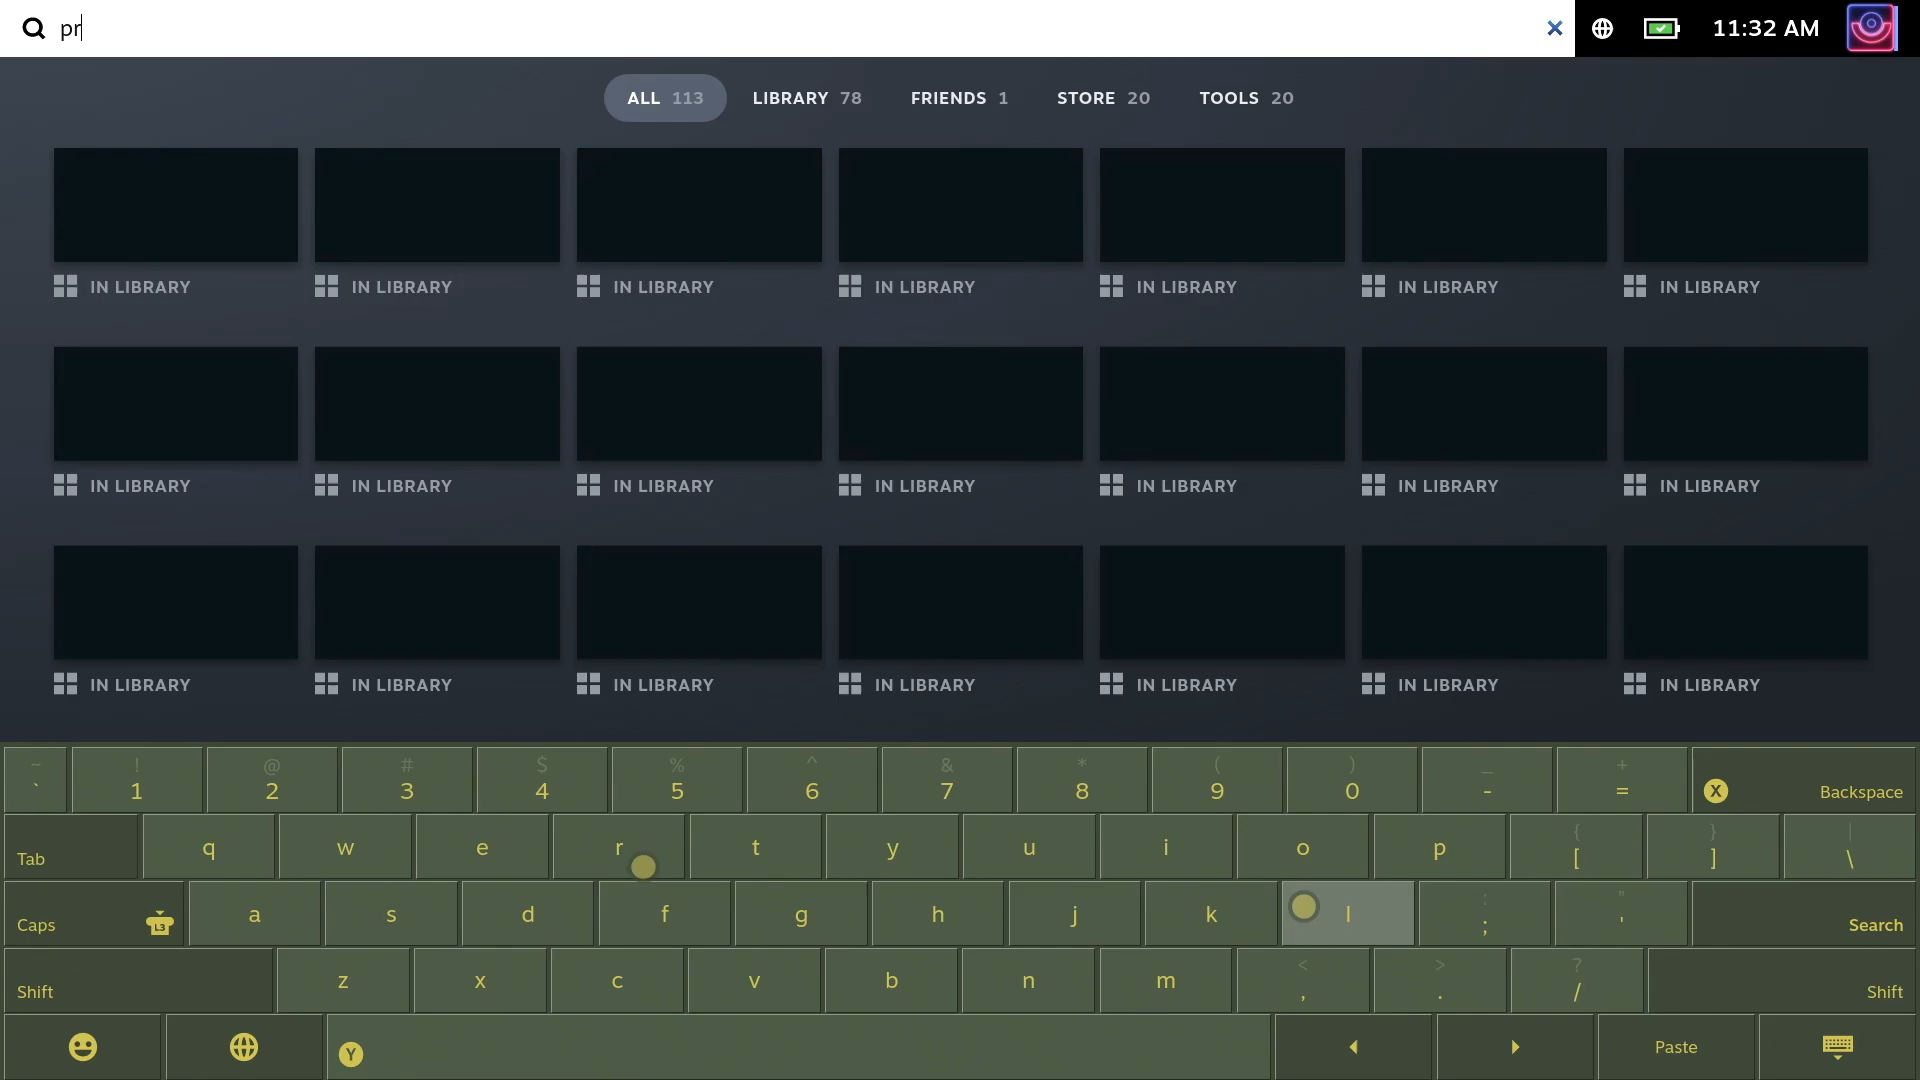 pr
11:32 AM
ALL 113 LIBRARY 78 FRIENDS 1 STORE 20 TOOLS 20
IN LIBRARY IN LIBRARY IN LIBRARY IN LIBRARY IN LIBRARY IN LIBRARY IN LIBRARY
IN LIBRARY IN LIBRARY IN LIBRARY IN LIBRARY IN LIBRARY IN LIBRARY IN LIBRARY
IN LIBRARY IN LIBRARY IN LIBRARY IN LIBRARY IN LIBRARY IN LIBRARY IN LIBRARY
~ ! @ # $ % ^ & * ( ) _ +
` 1 2 3 4 5 6 7 8 9 0 - = X Backspace
{ } |
Tab q w e r t y u i o p [ ] \
: "
Caps L3 a s d f g h j k l ; ' Search
< > ?
Shift z x c v b n m , . / Shift
Y Paste